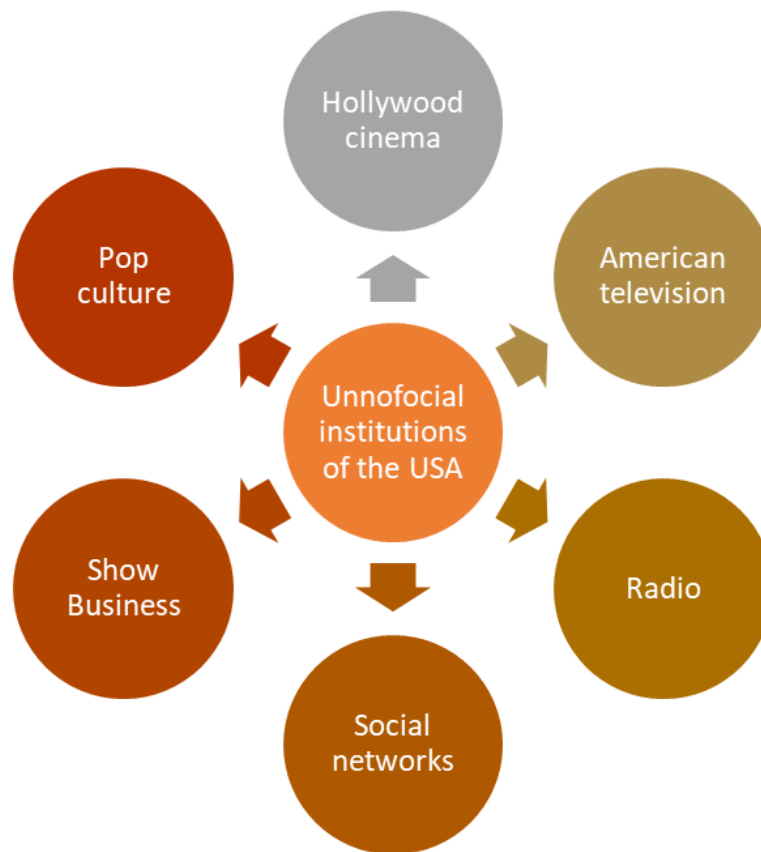 Hollywood
cinema
Pop
culture
American
television
Unnofocial
institutions
of the USA
Show
Business
Radio
Social
networks